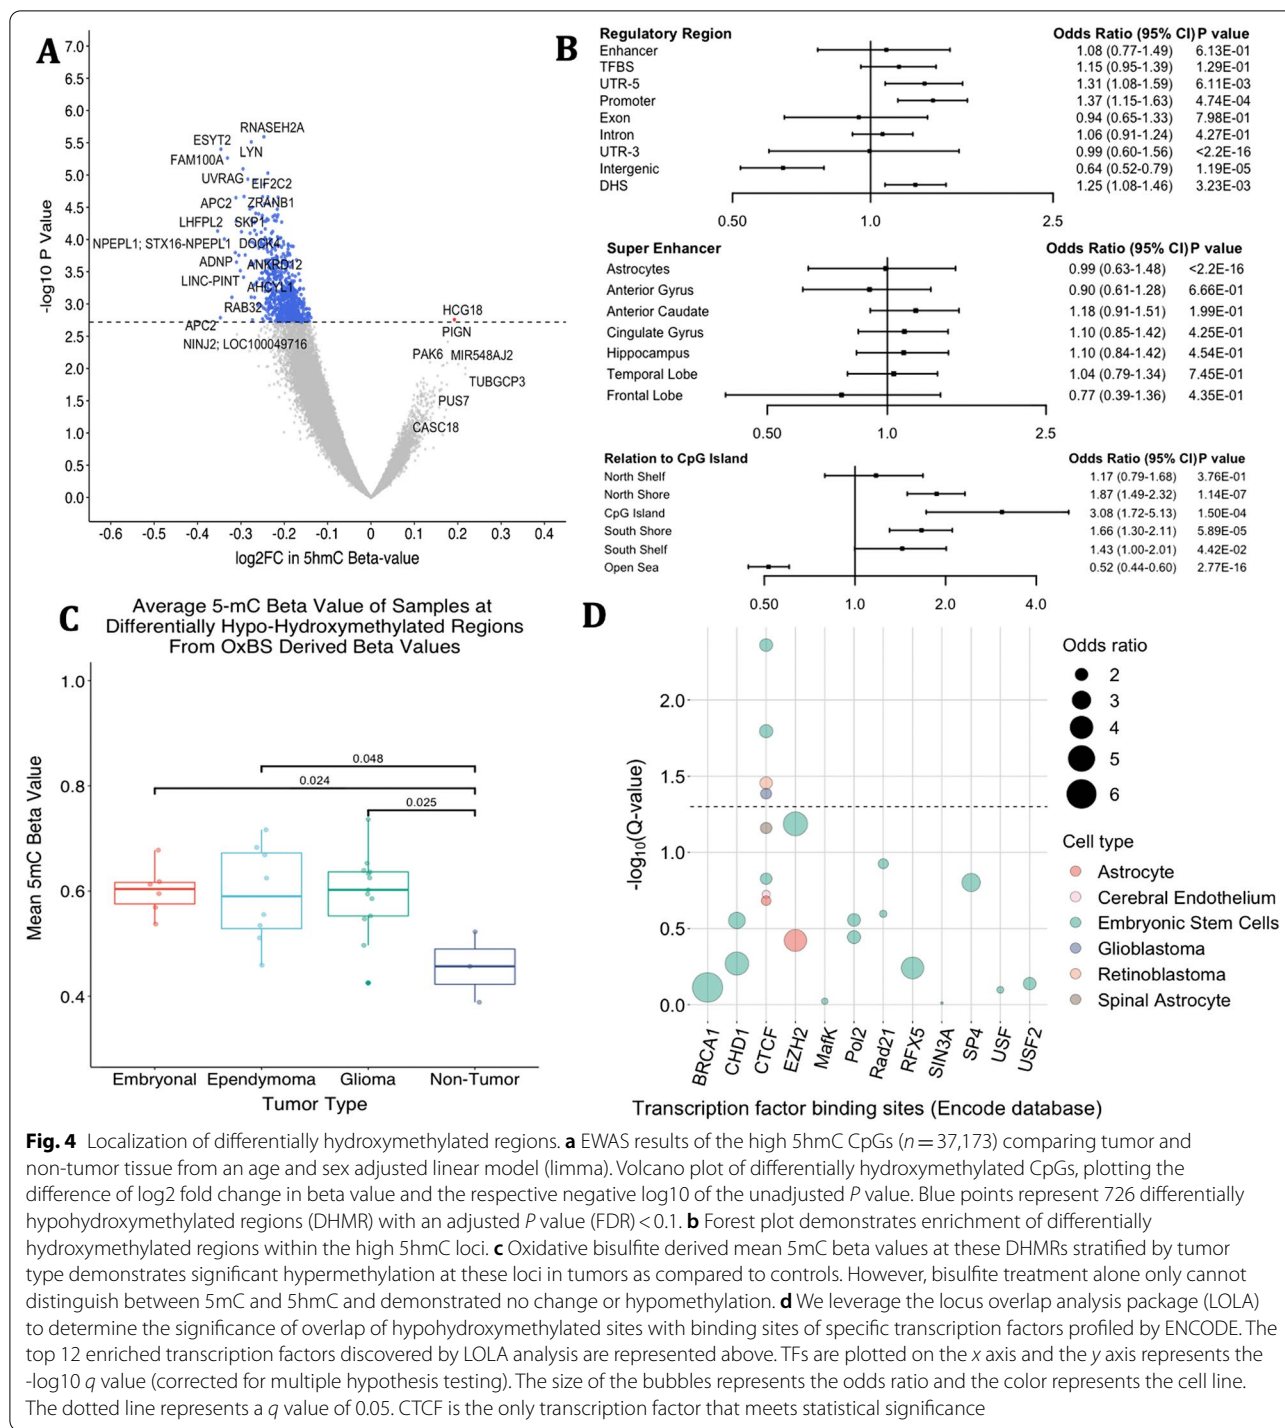 A
7.0
6.5
6.0
5.5
5.0
4.5
4.0
3.5
3.0
2.5
2.0
1.5
1.0
0.5
0.0
-log10 P Value
RNASEH2A
ESYT2
LYN
FAM100A
UVRAG
EIF2C2
APC2
ZRANB1
LHFPL2
SKP1
NPEPL1; STX16-NPEPL1
DOCK4
ADNP
ANKRD12
LINC-PINT
AHCYL1
RAB32
HCG18
APC2
PIGN
NINJ2; LOC100049716
PAK6
MIR548AJ2
TUBGCP3
PUS7
CASC18
-0.6 -0.5 -0.4 -0.3 -0.2 -0.1 0 0.1 0.2 0.3 0.4
log2FC in 5hmC Beta-value
B
Regulatory Region Odds Ratio (95% CI) P value
Enhancer 1.08 (0.77-1.49) 6.13E-01
TFBS 1.15 (0.95-1.39) 1.29E-01
UTR-5 1.31 (1.08-1.59) 6.11E-03
Promoter 1.37 (1.15-1.63) 4.74E-04
Exon 0.94 (0.65-1.33) 7.98E-01
Intron 1.06 (0.91-1.24) 4.27E-01
UTR-3 0.99 (0.60-1.56) <2.2E-16
Intergenic 0.64 (0.52-0.79) 1.19E-05
DHS 1.25 (1.08-1.46) 3.23E-03
0.50 1.0 2.5
Super Enhancer Odds Ratio (95% CI) P value
Astrocytes 0.99 (0.63-1.48) <2.2E-16
Anterior Gyrus 0.90 (0.61-1.28) 6.66E-01
Anterior Caudate 1.18 (0.91-1.51) 1.99E-01
Cingulate Gyrus 1.10 (0.85-1.42) 4.25E-01
Hippocampus 1.10 (0.84-1.42) 4.54E-01
Temporal Lobe 1.04 (0.79-1.34) 7.45E-01
Frontal Lobe 0.77 (0.39-1.36) 4.35E-01
0.50 1.0 2.5
Relation to CpG Island Odds Ratio (95% CI) P value
North Shelf 1.17 (0.79-1.68) 3.76E-01
North Shore 1.87 (1.49-2.32) 1.14E-07
CpG Island 3.08 (1.72-5.13) 1.50E-04
South Shore 1.66 (1.30-2.11) 5.89E-05
South Shelf 1.43 (1.00-2.01) 4.42E-02
Open Sea 0.52 (0.44-0.60) 2.77E-16
0.50 1.0 2.0 4.0
C
Average 5-mC Beta Value of Samples at
Differentially Hypo-Hydroxymethylated Regions
From OxBS Derived Beta Values
1.0
0.8
0.6
0.4
Mean 5mC Beta Value
0.048
0.024
0.025
Embryonal Ependymoma Glioma Non-Tumor
Tumor Type
D
2.0
1.5
1.0
0.5
0.0
-log10(Q-value)
BRCA1
CHD1
CTCF
EZH2
MafK
Pol2
Rad21
RFX5
SIN3A
SP4
USF
USF2
Transcription factor binding sites (Encode database)
Odds ratio
2
3
4
5
6
Cell type
Astrocyte
Cerebral Endothelium
Embryonic Stem Cells
Glioblastoma
Retinoblastoma
Spinal Astrocyte
Fig. 4 Localization of differentially hydroxymethylated regions. a EWAS results of the high 5hmC CpGs (n = 37,173) comparing tumor and
non-tumor tissue from an age and sex adjusted linear model (limma). Volcano plot of differentially hydroxymethylated CpGs, plotting the
difference of log2 fold change in beta value and the respective negative log10 of the unadjusted P value. Blue points represent 726 differentially
hypohydroxymethylated regions (DHMR) with an adjusted P value (FDR) < 0.1. b Forest plot demonstrates enrichment of differentially
hydroxymethylated regions within the high 5hmC loci. c Oxidative bisulfite derived mean 5mC beta values at these DHMRs stratified by tumor
type demonstrates significant hypermethylation at these loci in tumors as compared to controls. However, bisulfite treatment alone only cannot
distinguish between 5mC and 5hmC and demonstrated no change or hypomethylation. d We leverage the locus overlap analysis package (LOLA)
to determine the significance of overlap of hypohydroxymethylated sites with binding sites of specific transcription factors profiled by ENCODE. The
top 12 enriched transcription factors discovered by LOLA analysis are represented above. TFs are plotted on the x axis and the y axis represents the
-log10 q value (corrected for multiple hypothesis testing). The size of the bubbles represents the odds ratio and the color represents the cell line.
The dotted line represents a q value of 0.05. CTCF is the only transcription factor that meets statistical significance